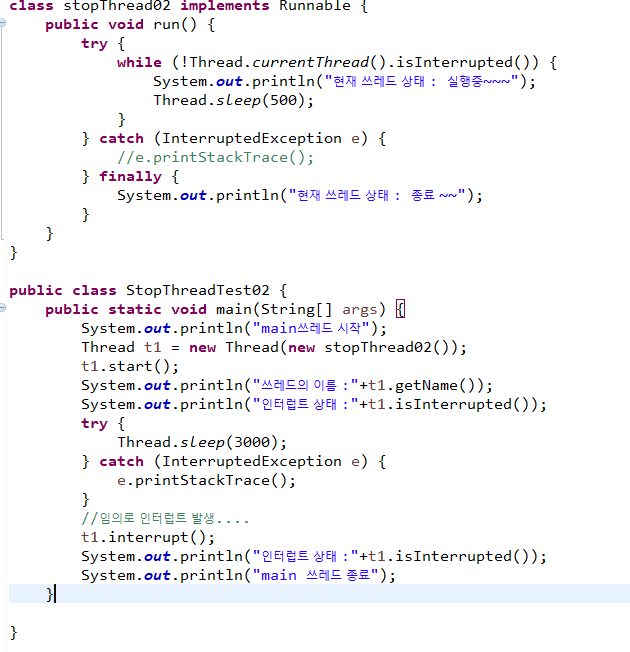 class stopThread02 implements Runnable {
    public void run() {
        try {
            while (!Thread.currentThread().isInterrupted()) {
                System.out.println("현재 쓰레드 상태 :  실행중~~~");
                Thread.sleep(500);
            }
        } catch (InterruptedException e) {
            //e.printStackTrace();
        } finally {
            System.out.println("현재 쓰레드 상태 :  종료 ~~");
        }
    }
}

public class StopThreadTest02 {
    public static void main(String[] args) {
        System.out.println("main쓰레드 시작");
        Thread t1 = new Thread(new stopThread02());
        t1.start();
        System.out.println("쓰레드의 이름 :"+t1.getName());
        System.out.println("인터럽트 상태 :"+t1.isInterrupted());
        try {
            Thread.sleep(3000);
        } catch (InterruptedException e) {
            e.printStackTrace();
        }
        //임의로 인터럽트 발생....
        t1.interrupt();
        System.out.println("인터럽트 상태 :"+t1.isInterrupted());
        System.out.println("main  쓰레드 종료");
    }

}